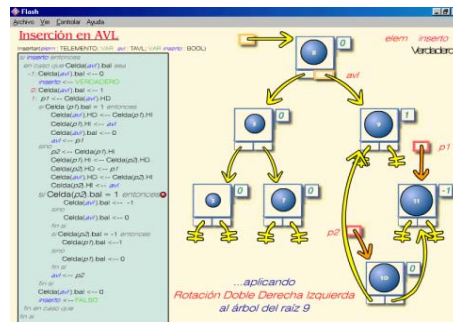 Flash
Archivo Ver Controlar Ayuda
Inserción en AVL
Insertar(elem: TELEMENTO; VAR avl: TAVL; VAR inserto: BOOL)
si inserto entonces
en caso que Celda(avl).bal sea
-1: Celda(avl).bal <-- 0
inserto <-- VERDADERO
0: Celda(avl).bal <-- 1
1: p1 <-- Celda(avl).HD
si Celda(p1).bal = 1 entonces
Celda(avl).HD <-- Celda(p1).HI
Celda(p1).HI <-- avl
Celda(avl).bal <-- 0
avl <-- p1
sino
p2 <-- Celda(p1).HI
Celda(p1).HI <-- Celda(p2).HD
Celda(p2).HD <-- p1
Celda(avl).HD <-- Celda(p2).HI
Celda(p2).HI <-- avl
si Celda(p2).bal = 1 entonces
Celda(avl).bal <-- -1
sino
Celda(avl).bal <-- 0
fin si
si Celda(p2).bal = -1 entonces
Celda(p1).bal <--1
sino
Celda(p1).bal <-- 0
fin si
avl <-- p2
fin si
Celda(avl).bal <-- 0
inserto <-- FALSO
fin en caso que
fin si
elem inserto
Verdadero
0
avl
0
1
p1
0
0
-1
7
p2
0
10
...aplicando
Rotación Doble Derecha Izquierda
al árbol del raíz 9